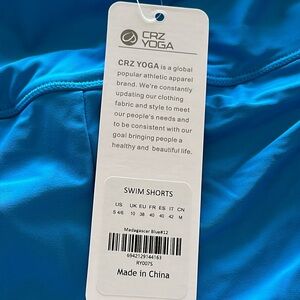 CRZ
YOGA
CRZ YOGA is a global
popular athletic apparel
brand. We're constantly
updating our clothing
fabric and style to meet
our people's needs and
to be consistent with our
goal bringing people a
healthy and beautiful life.
SWIM SHORTS
US UK EU FR ES IT CN
S 4/6 10 38 40 40 42 M
Madagascar Blue#12
6942129144163
RY007S
Made in China